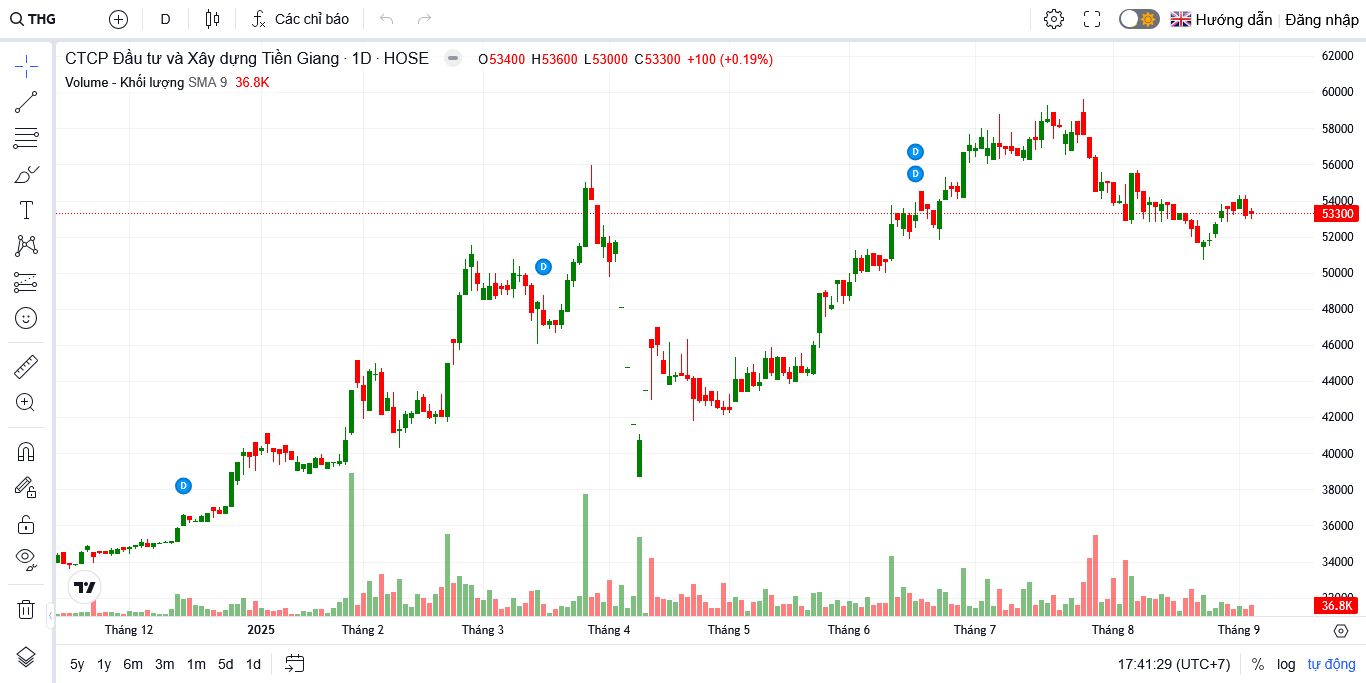 THG D Các chỉ báo Hướng dẫn Đăng nhập
CTCP Đầu tư và Xây dựng Tiền Giang · 1D · HOSE O53400 H53600 L53000 C53300 +100 (+0.19%)
Volume - Khối lượng SMA 9 36.8K
62000
60000
58000
56000
54000
53300
52000
50000
48000
46000
44000
42000
40000
38000
36000
34000
32000
36.8K
D
D
D
D
Tháng 12 2025 Tháng 2 Tháng 3 Tháng 4 Tháng 5 Tháng 6 Tháng 7 Tháng 8 Tháng 9
5y 1y 6m 3m 1m 5d 1d 17:41:29 (UTC+7) % log tự động